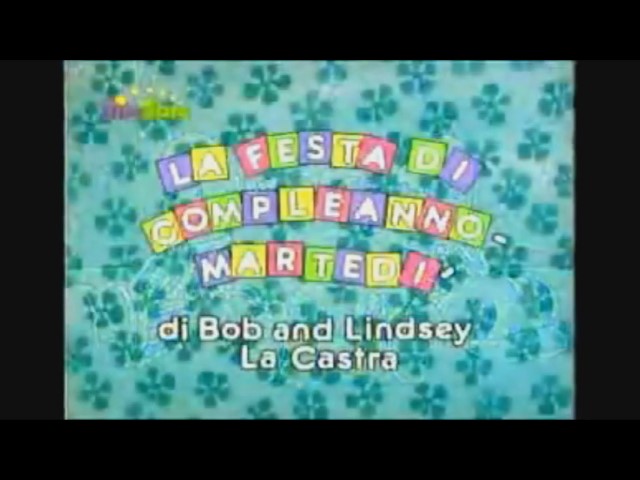 LA FESTA DI
COMPLEANNO-
MARTEDI'
di Bob and Lindsey
La Castra